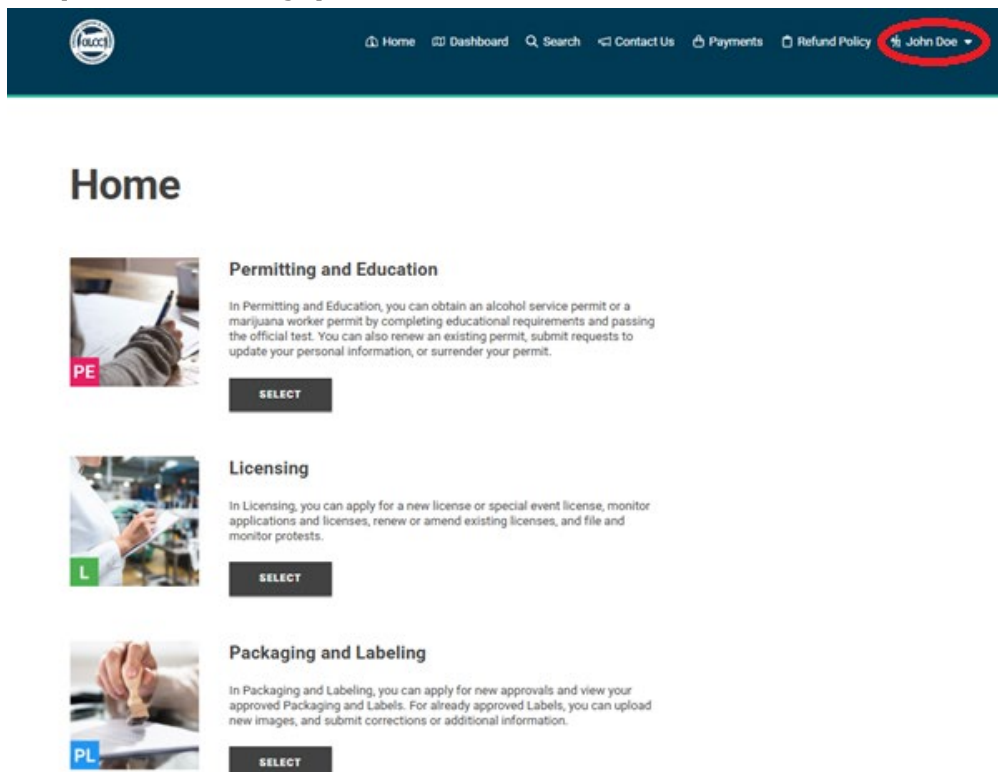 OLCC
Home Dashboard Search Contact Us Payments Refund Policy John Doe
Home
Permitting and Education
In Permitting and Education, you can obtain an alcohol service permit or a
marijuana worker permit by completing educational requirements and passing
the official test. You can also renew an existing permit, submit requests to
update your personal information, or surrender your permit.
PE
SELECT
Licensing
In Licensing, you can apply for a new license or special event license, monitor
applications and licenses, renew or amend existing licenses, and file and
monitor protests.
L
SELECT
Packaging and Labeling
In Packaging and Labeling, you can apply for new approvals and view your
approved Packaging and Labels. For already approved Labels, you can upload
new images, and submit corrections or additional information.
PL
SELECT